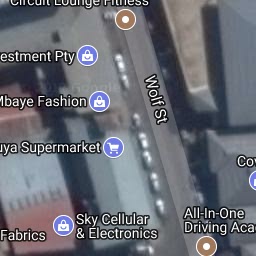 Circuit Lounge Fitness
estment Pty
Wolf St
Mbaye Fashion
uya Supermarket
Cov
All-In-One
Driving Aca
Sky Cellular
& Electronics
Fabrics